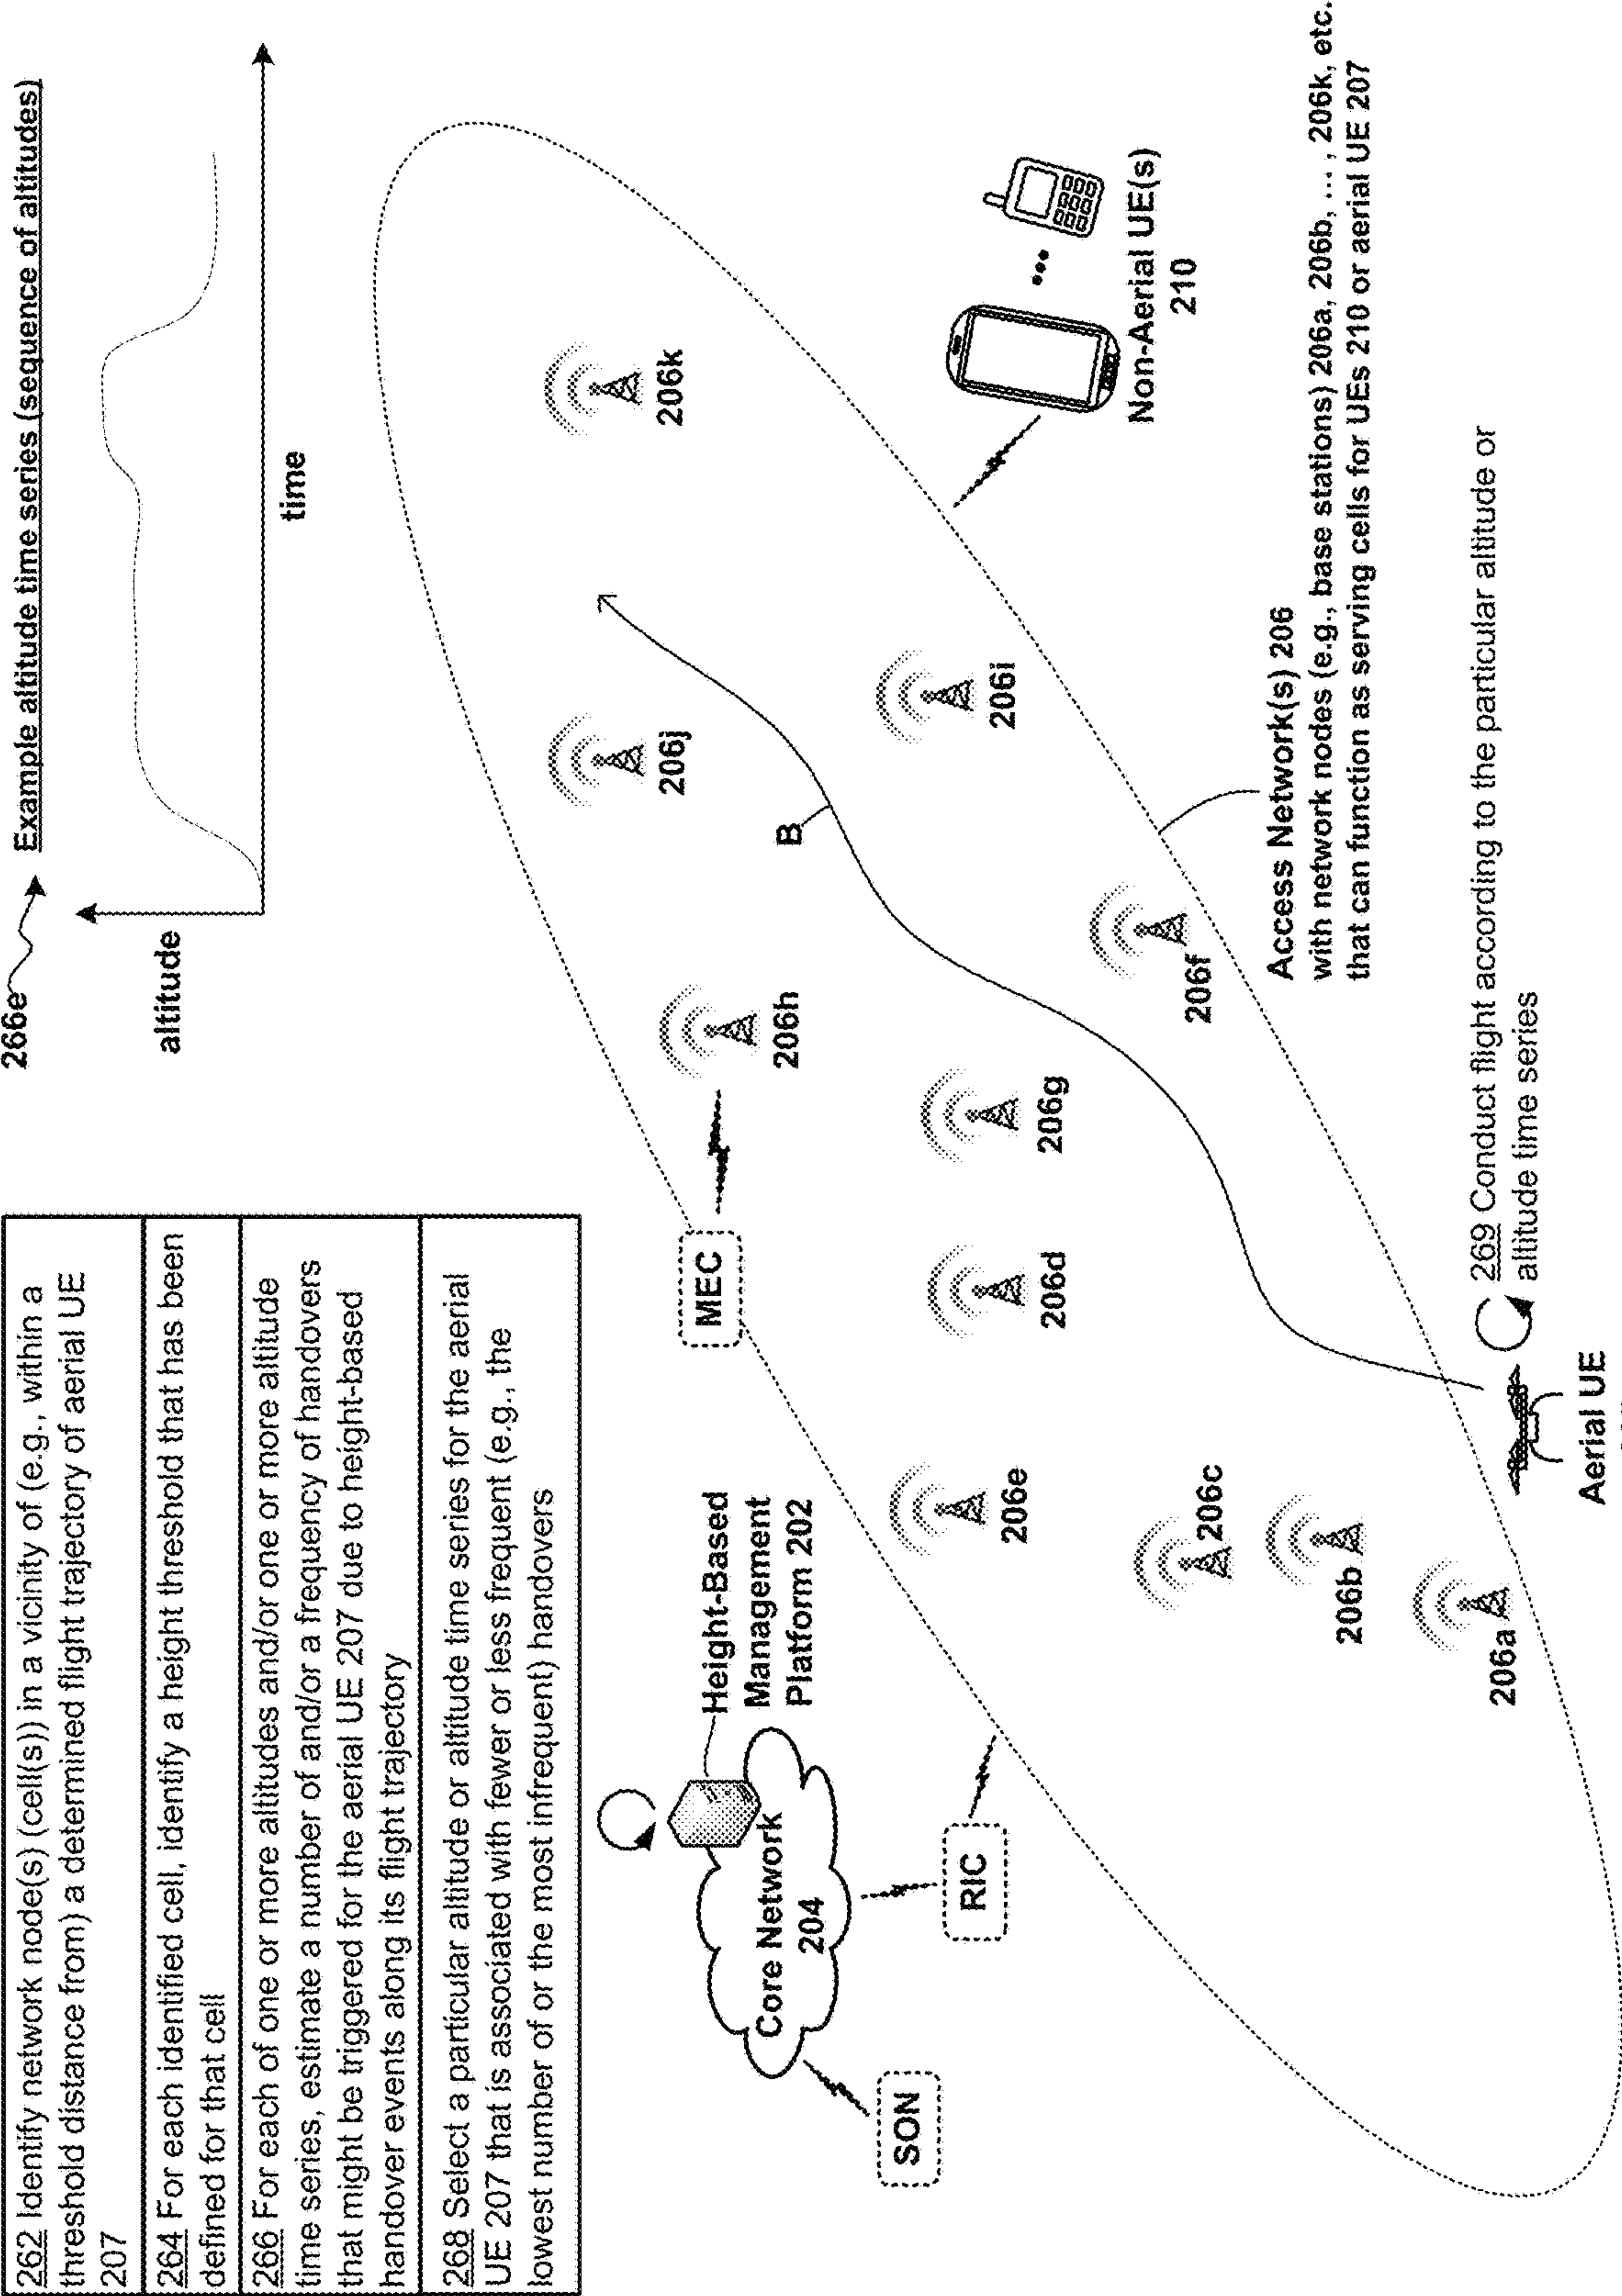 262 Identify network node(s) (cell(s)) in a vicinity of (e.g., within a
threshold distance from) a determined flight trajectory of aerial UE
207
264 For each identified cell, identify a height threshold that has been
defined for that cell
266 For each of one or more altitudes and/or one or more altitude
time series, estimate a number of and/or a frequency of handovers
that might be triggered for the aerial UE 207 due to height-based
handover events along its flight trajectory
268 Select a particular altitude or altitude time series for the aerial
UE 207 that is associated with fewer or less frequent (e.g., the
lowest number of or the most infrequent) handovers
266e
Example altitude time series (sequence of altitudes)
altitude
time
Height-Based
Management
Platform 202
Core Network
204
SON
RIC
MEC
206a
206b
206c
206d
206e
206f
206g
206h
206i
206j
206k
B
Non-Aerial UE(s)
210
Access Network(s) 206
with network nodes (e.g., base stations) 206a, 206b, ..., 206k, etc.
that can function as serving cells for UEs 210 or aerial UE 207
269 Conduct flight according to the particular altitude or
altitude time series
Aerial UE